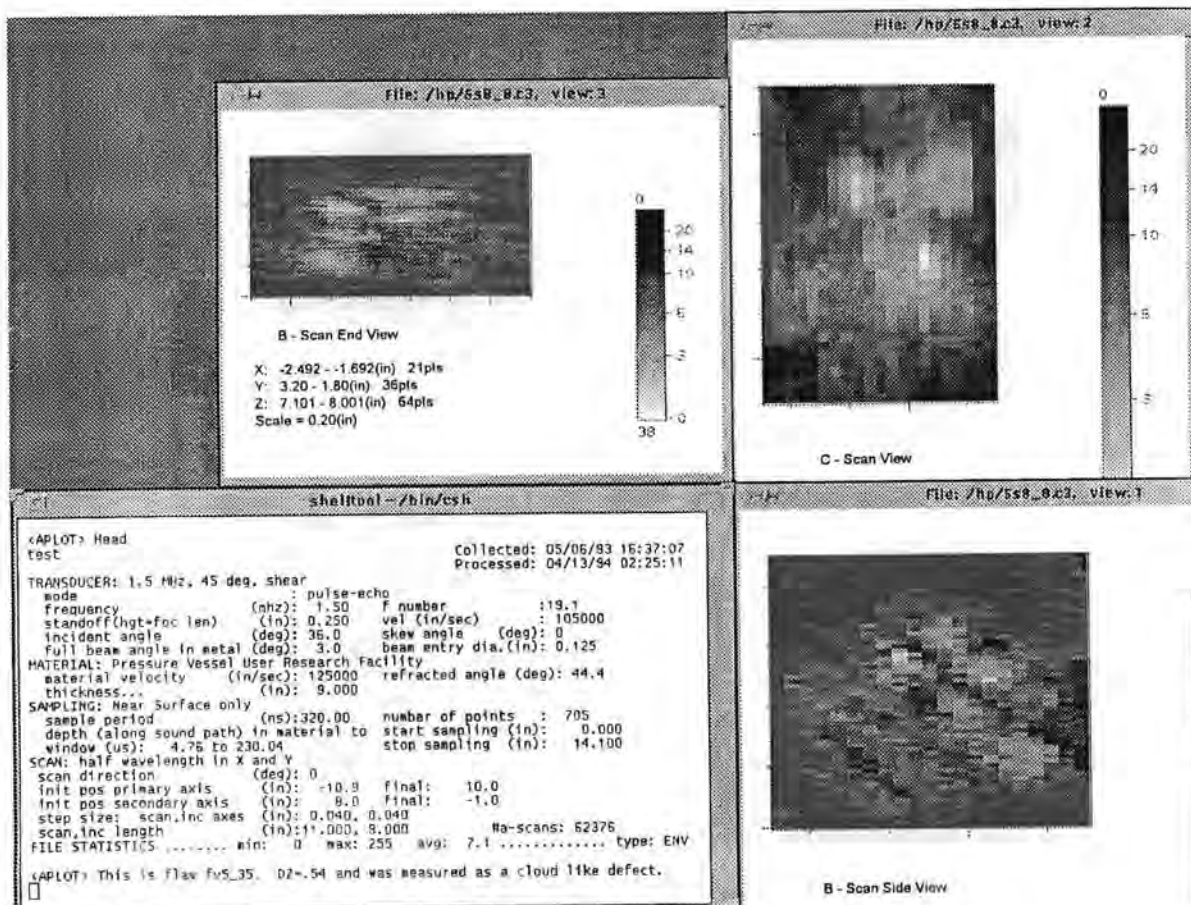 File: /hp/5s8_8.c3, view: 3
0
20
14
10
0
38
B - Scan End View
X: -2.492 - -1.692(in) 21pls
Y: 3.20 - 1.80(in) 36pls
Z: 7.101 - 8.001(in) 64pls
Scale = 0.20(in)
File: /hp/5s8_8.c3, view: 2
0
20
14
10
C - Scan View
shelltool - /bin/csh
<APLOT> Head
test
Collected: 05/06/93 16:37:07
Processed: 04/13/94 02:25:11
TRANSDUCER: 1.5 MHz, 45 deg, shear
mode : pulse-echo
frequency (mhz): 1.50 f number :19.1
standoff(hgt+foc len) (in): 0.250 vel (in/sec) : 105000
incident angle (deg): 36.0 skew angle (deg): 0
full beam angle in metal (deg): 3.0 beam entry dia.(in): 0.125
MATERIAL: Pressure Vessel User Research Facility
material velocity (in/sec): 125000 refracted angle (deg): 44.4
thickness... (in): 9.000
SAMPLING: Near Surface only
sample period (ns):320.00 number of points : 705
depth (along sound path) in material to start sampling (in): 0.000
window (us): 4.76 to 230.04 stop sampling (in): 14.100
SCAN: half wavelength in X and Y
scan direction (deg): 0
init pos primary axis (in): -10.9 final: 10.0
init pos secondary axis (in): 8.0 final: -1.0
step size: scan,inc axes (in): 0.040, 0.040
scan,inc length (in): 9.000 #a-scans: 62376
FILE STATISTICS ........ min: 0 max: 255 avg: 7.1 ............. type: ENV
<APLOT> This is flaw fv5_35. D2=.54 and was measured as a cloud like defect.
File: /hp/5s8_8.c3, view: 1
B - Scan Side View